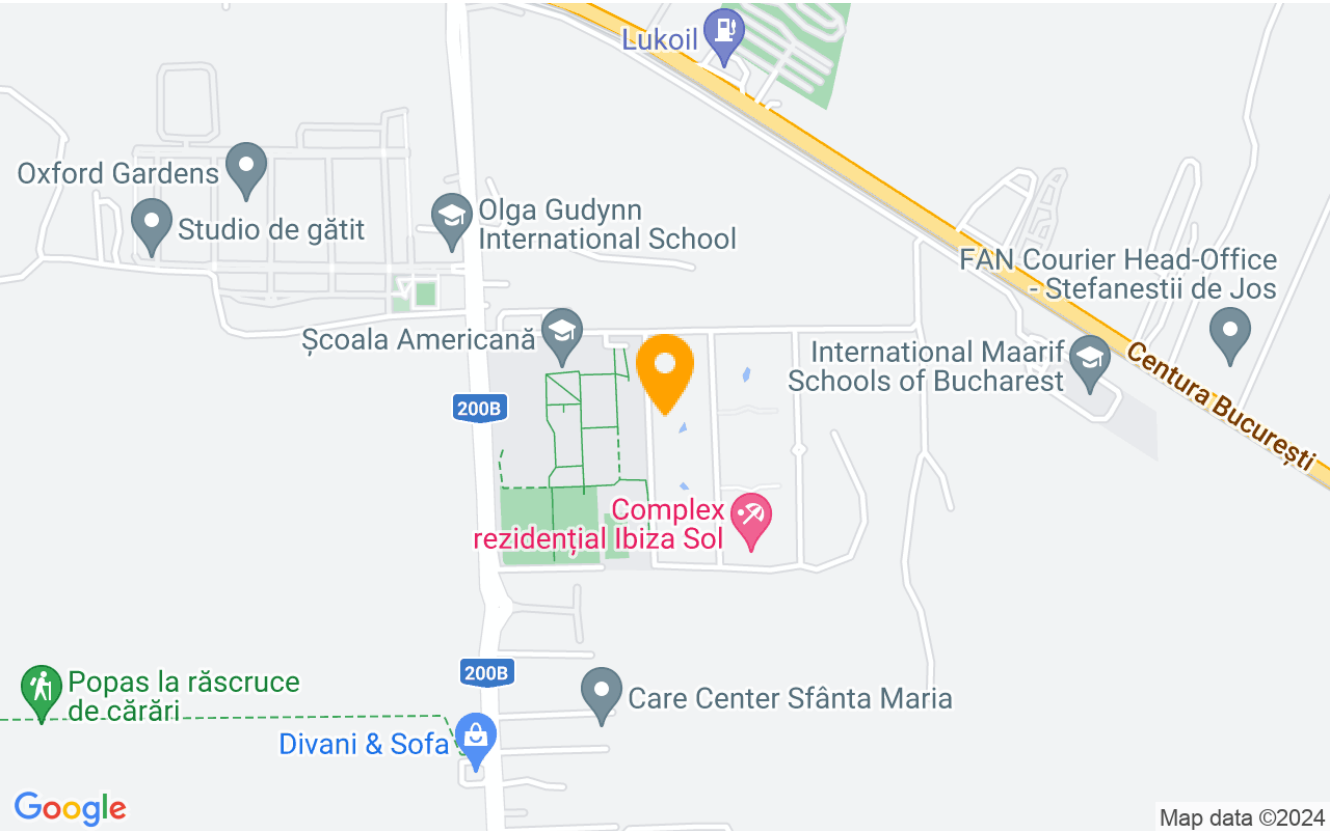 Lukoil
Oxford Gardens
Studio de gătit
Olga Gudynn
International School
FAN Courier Head-Office
- Stefanestii de Jos
Școala Americană
International Maarif
Schools of Bucharest
Centura București
200B
Complex
rezidențial Ibiza Sol
200B
Popas la răscruce
de cărări
Care Center Sfânta Maria
Divani & Sofa
Google
Map data ©2024